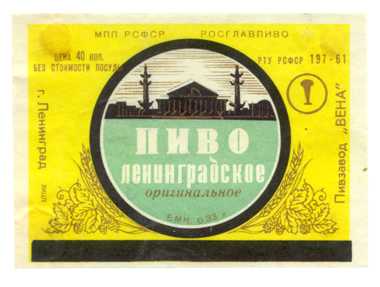 МПП РСФСР РОСГЛАВПИВО
ЦЕНА 40 коп.
БЕЗ СТОИМОСТИ ПОСУДЫ
РТУ РСФСР 197-61
г. Ленинград
ПИВО
ленинградское
оригинальное
Емк. 0,33 л
Пивзавод „ВЕНА"